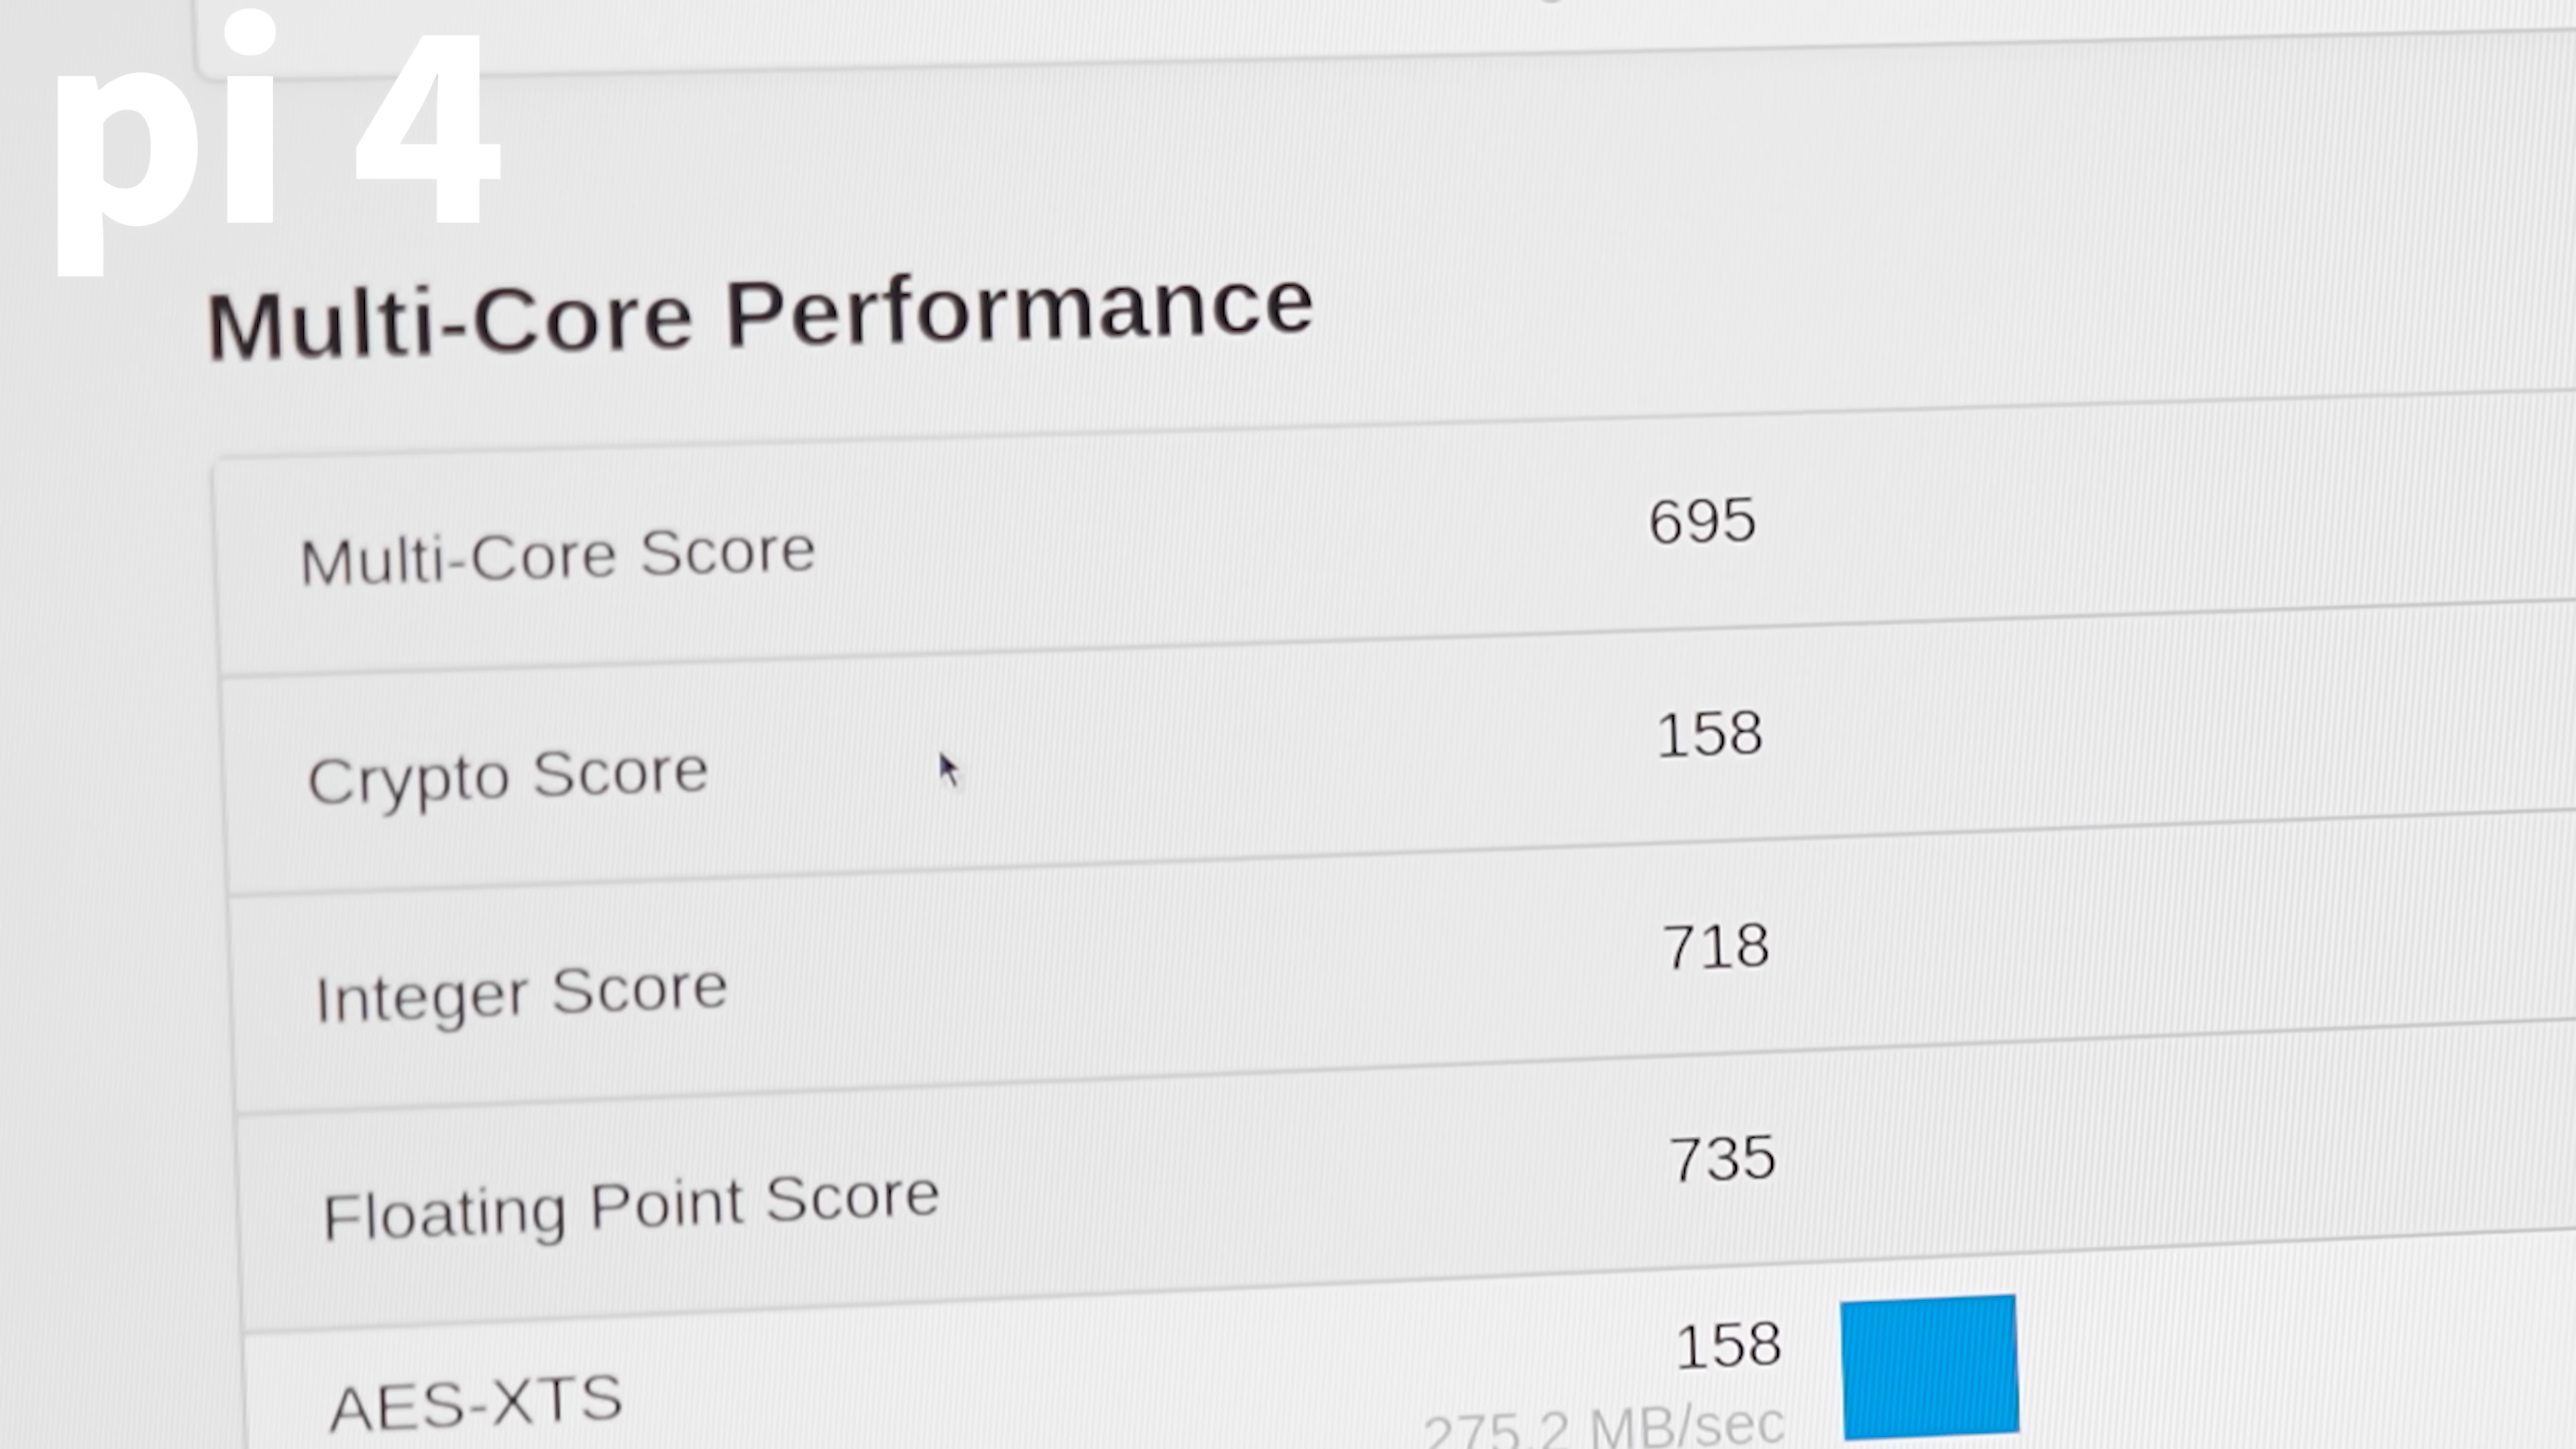 pi 4
Multi-Core Performance
Multi-Core Score 695
Crypto Score 158
Integer Score 718
Floating Point Score 735
AES-XTS 158
275.2 MB/sec